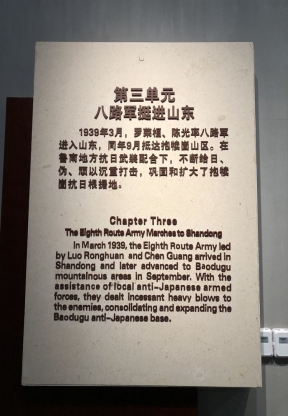 第三单元
八路军挺进山东
1939年3月，罗荣桓、陈光率八路军
进入山东，同年9月抵达抱犊崮山区。在
鲁南地方抗日武装配合下，不断给日、
伪、顽以沉重打击，巩固和扩大了抱犊
崮抗日根据地。
Chapter Three
The Eighth Route Army Marches to Shandong
In March 1939, the Eighth Route Army led
by Luo Ronghuan and Chen Guang arrived in
Shandong and later advanced to Baodugu
mountainous areas in September. With the
assistance of local anti-Japanese armed
forces, they dealt incessant heavy blows to
the enemies, consolidating and expanding the
Baodugu anti-Japanese base.